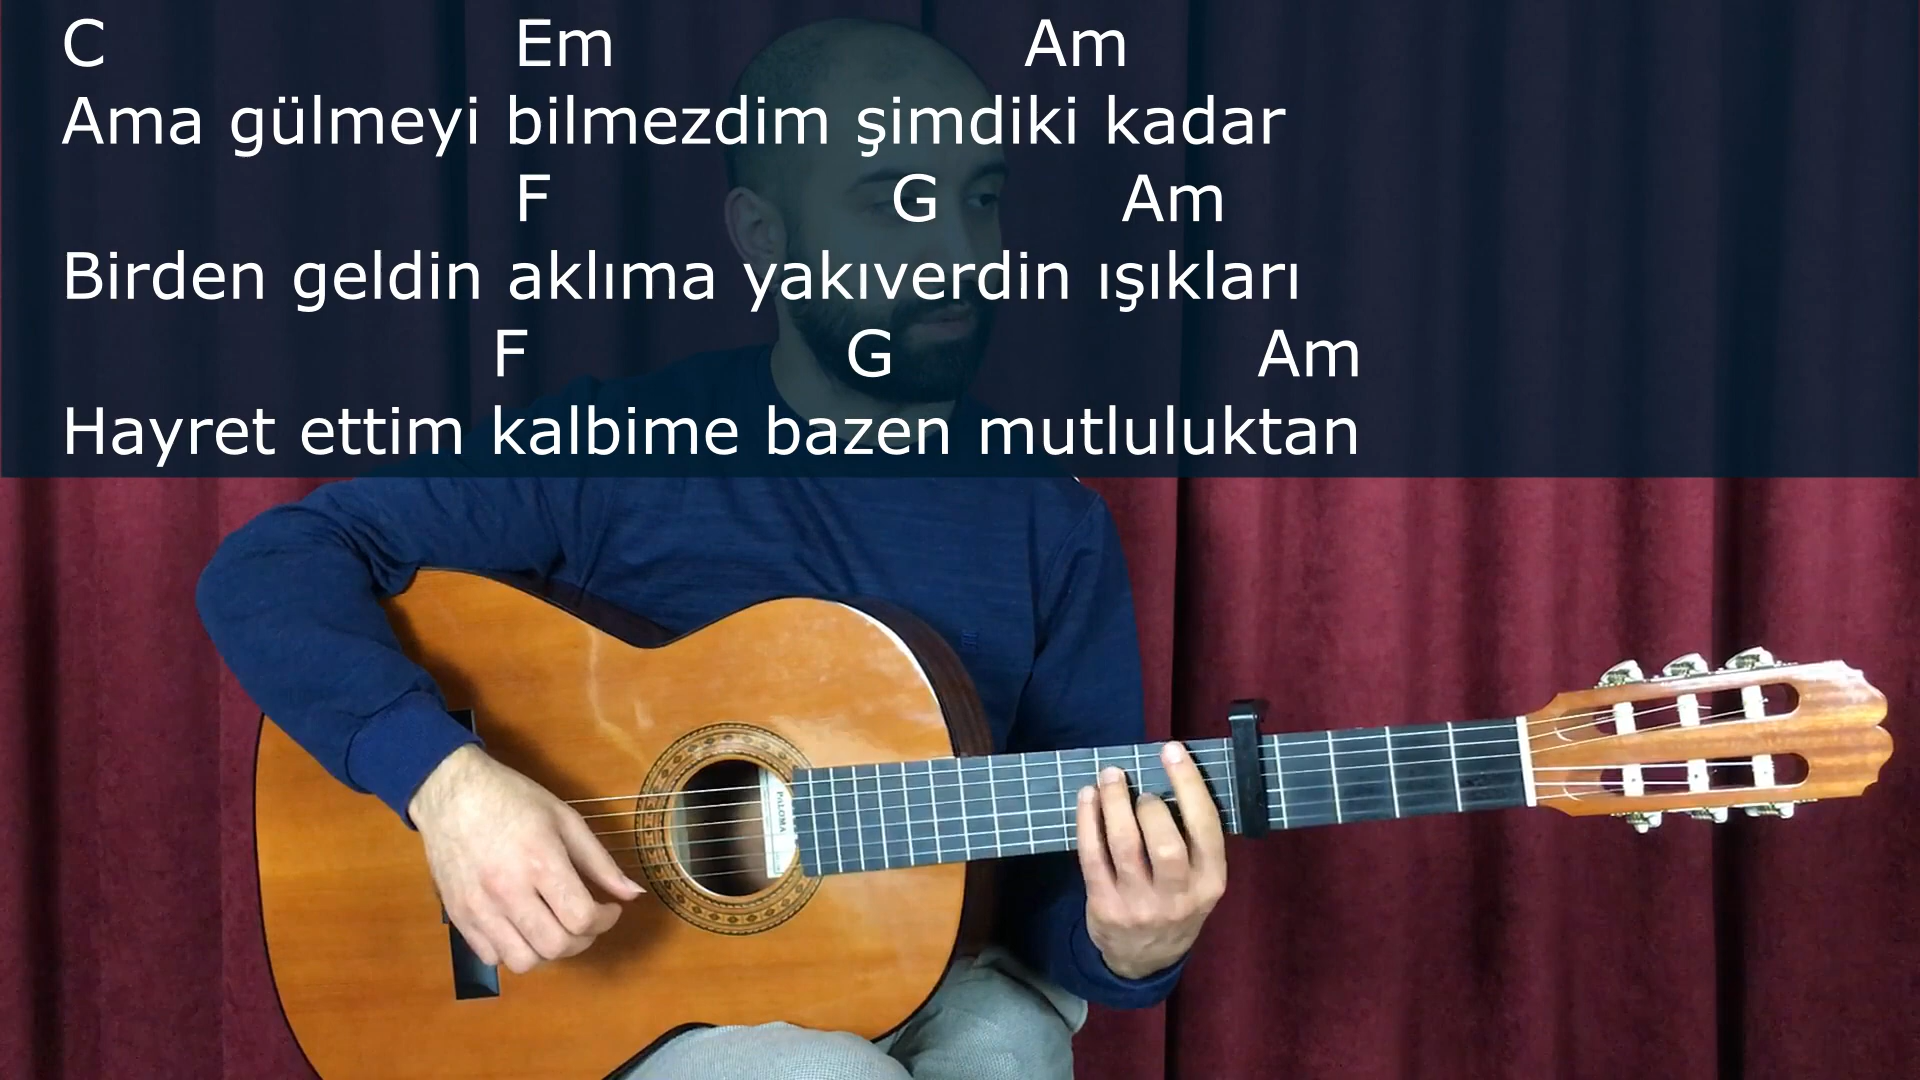 C Em Am
Ama gülmeyi bilmezdim şimdiki kadar
F G Am
Birden geldin aklıma yakıverdin ışıkları
F G Am
Hayret ettim kalbime bazen mutluluktan
PALOMA